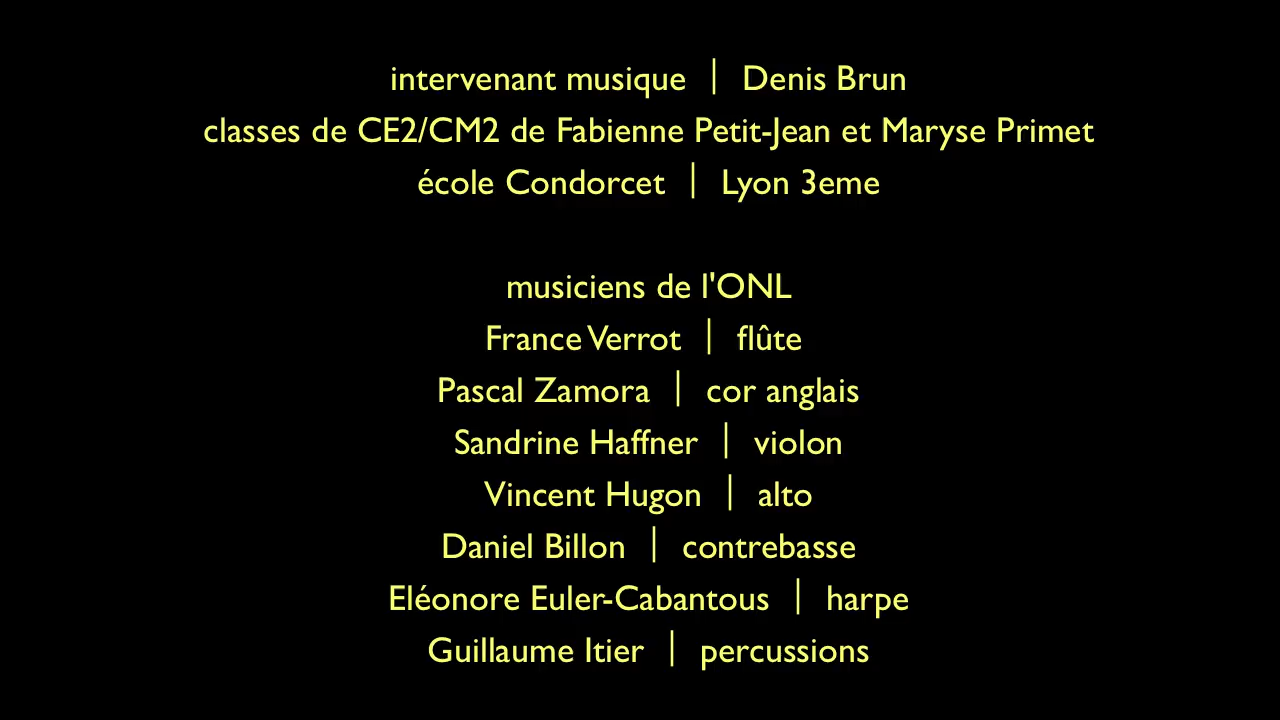 intervenant musique | Denis Brun
classes de CE2/CM2 de Fabienne Petit-Jean et Maryse Primet
école Condorcet | Lyon 3eme
musiciens de l'ONL
France Verrot | flûte
Pascal Zamora | cor anglais
Sandrine Haffner | violon
Vincent Hugon | alto
Daniel Billon | contrebasse
Eléonore Euler-Cabantous | harpe
Guillaume Itier | percussions